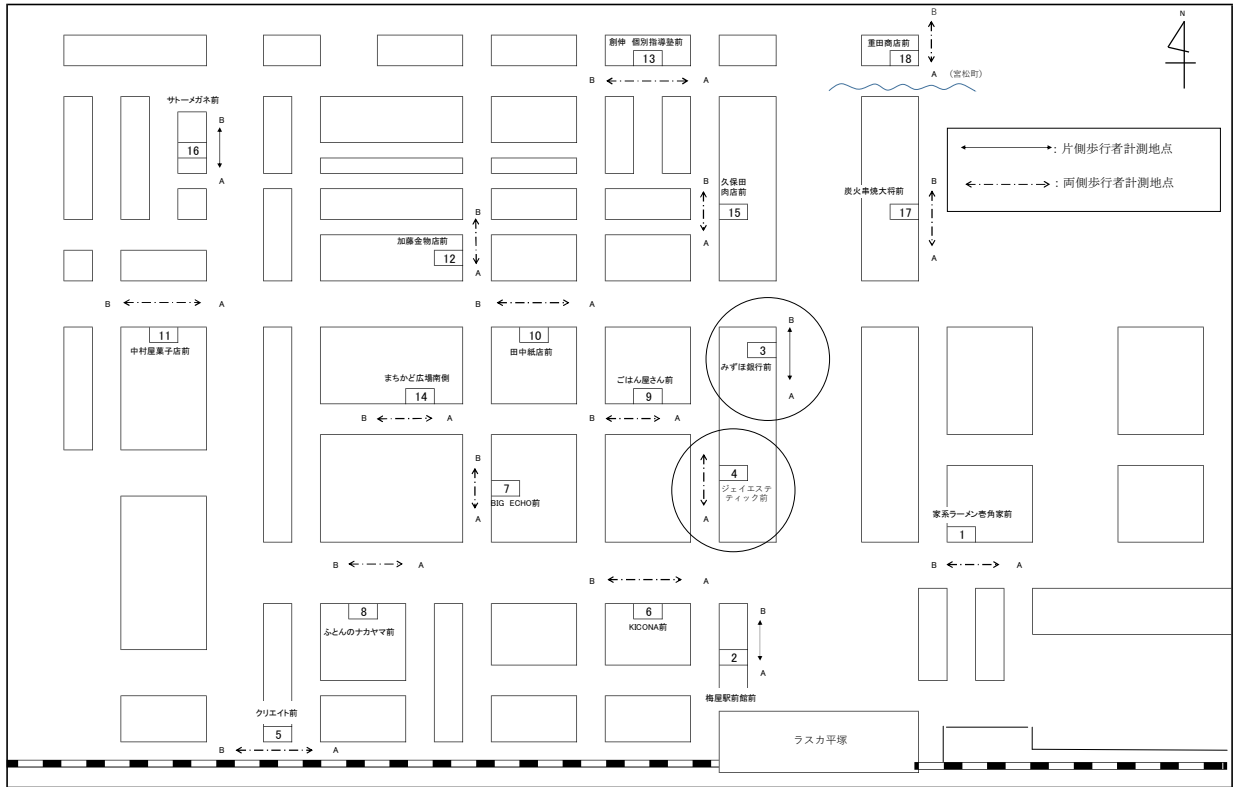 B
N
創伸 個別指導塾前
13
重田商店前
18
B
A
A
(宮松町)
サトーメガネ前
B
16
A
: 片側歩行者計測地点
: 両側歩行者計測地点
B
久保田
肉店前
15
A
炭火串焼大将前
B
17
A
B
加藤金物店前
12
A
B
A
11
中村屋菓子店前
B
A
10
田中紙店前
B
3
みずほ銀行前
A
まちかど広場南側
14
B
A
ごはん屋さん前
9
B
A
B
7
BIG ECHO前
A
4
ジェイエステ
ティック前
A
家系ラーメン壱角家前
1
B
A
B
A
8
ふとんのナカヤマ前
B
A
6
KICONA前
B
2
A
梅屋駅前館前
クリエイト前
5
B
A
ラスカ平塚